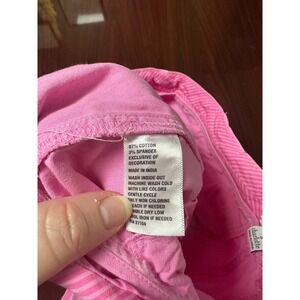 97% COTTON
3% SPANDEX
EXCLUSIVE OF
DECORATION
MADE IN INDIA
WASH INSIDE OUT
MACHINE WASH COLD
WITH LIKE COLORS
GENTLE CYCLE
ONLY NON CHLORINE
BLEACH IF NEEDED
TUMBLE DRY LOW
COOL IRON IF NEEDED